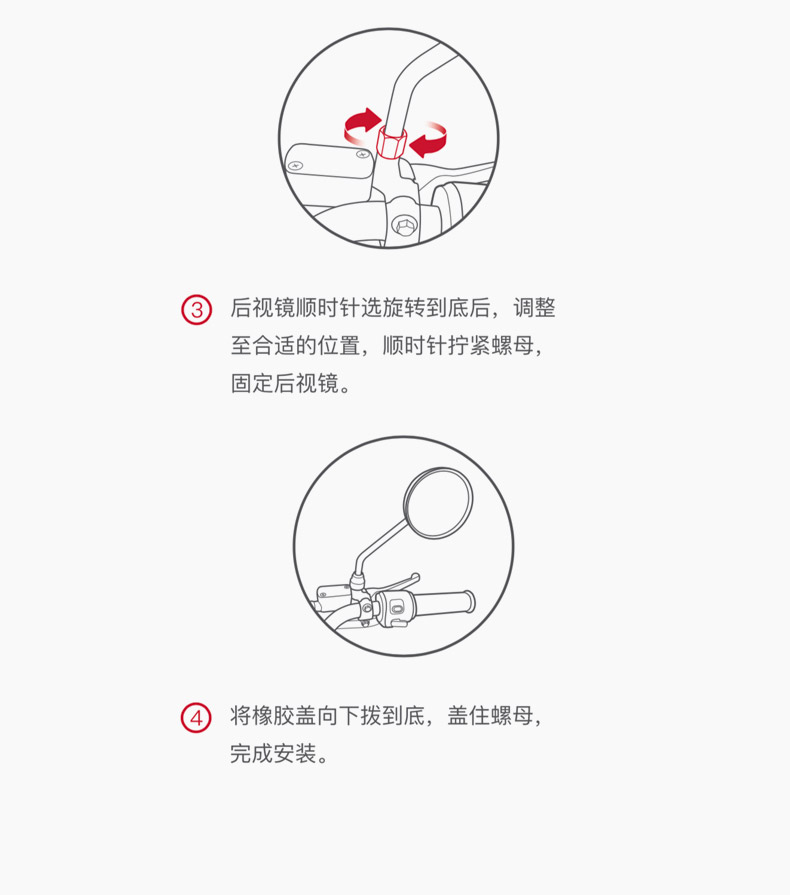 ③ 后视镜顺时针选旋转到底后，调整
至合适的位置，顺时针拧紧螺母，
固定后视镜。
④ 将橡胶盖向下拨到底，盖住螺母，
完成安装。